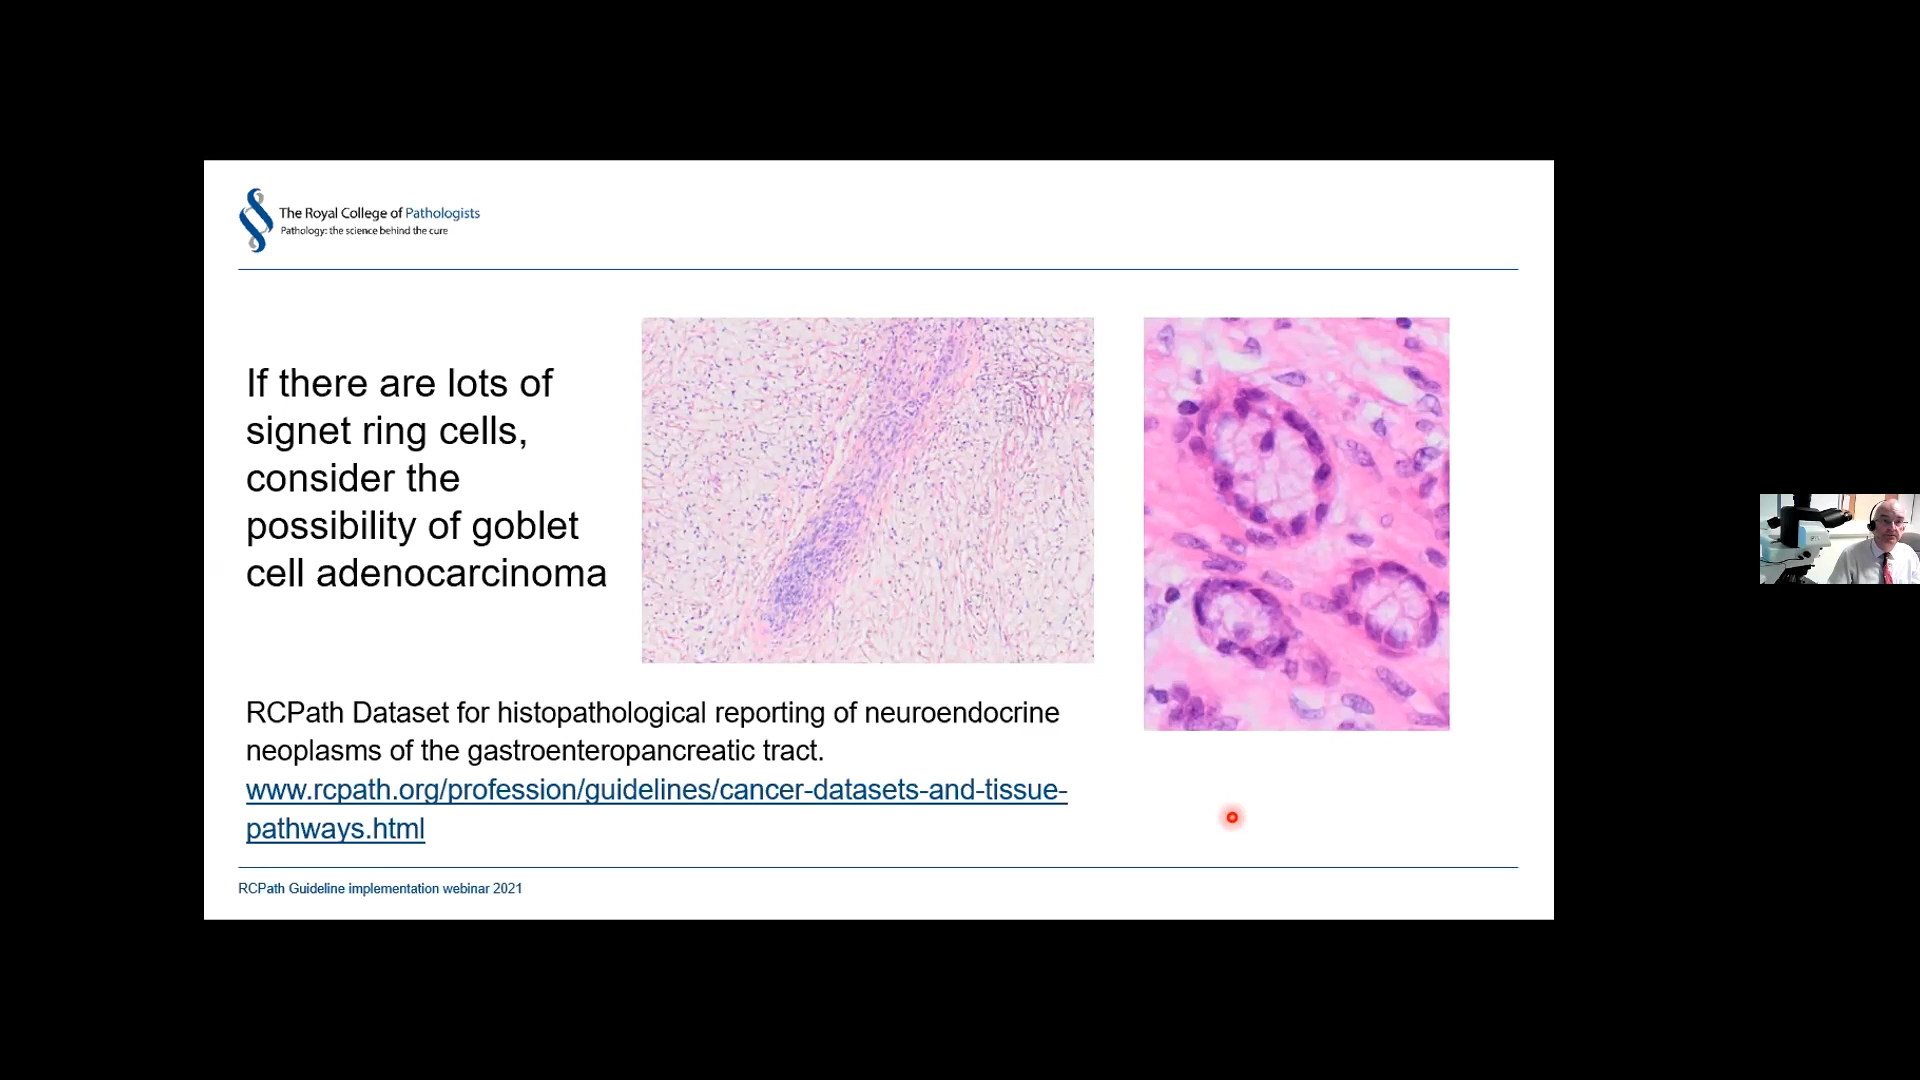 The Royal College of Pathologists
Pathology: the science behind the cure
If there are lots of
signet ring cells,
consider the
possibility of goblet
cell adenocarcinoma
RCPath Dataset for histopathological reporting of neuroendocrine
neoplasms of the gastroenteropancreatic tract.
www.rcpath.org/profession/guidelines/cancer-datasets-and-tissue-
pathways.html
RCPath Guideline implementation webinar 2021